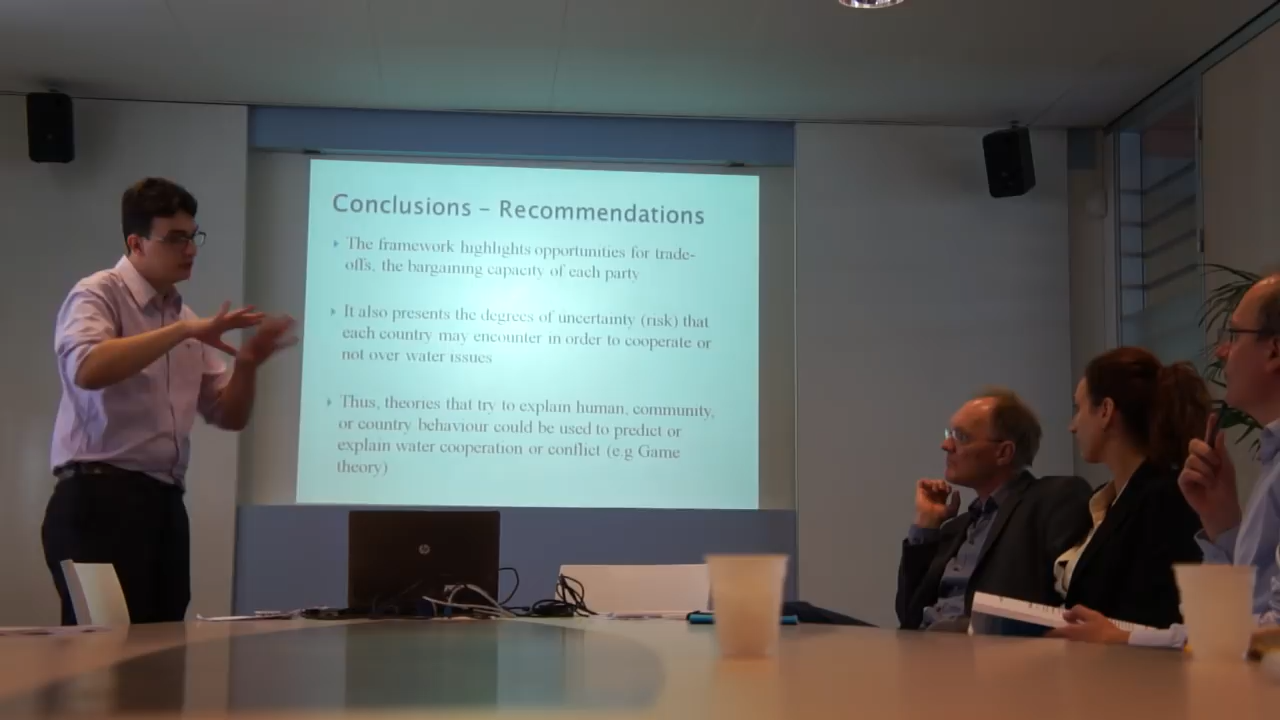 Conclusions – Recommendations
The framework highlights opportunities for trade-
offs, the bargaining capacity of each party
It also presents the degrees of uncertainty (risk) that
each country may encounter in order to cooperate or
not over water issues
Thus, theories that try to explain human, community,
or country behaviour could be used to predict or
explain water cooperation or conflict (e.g Game
theory)
hp